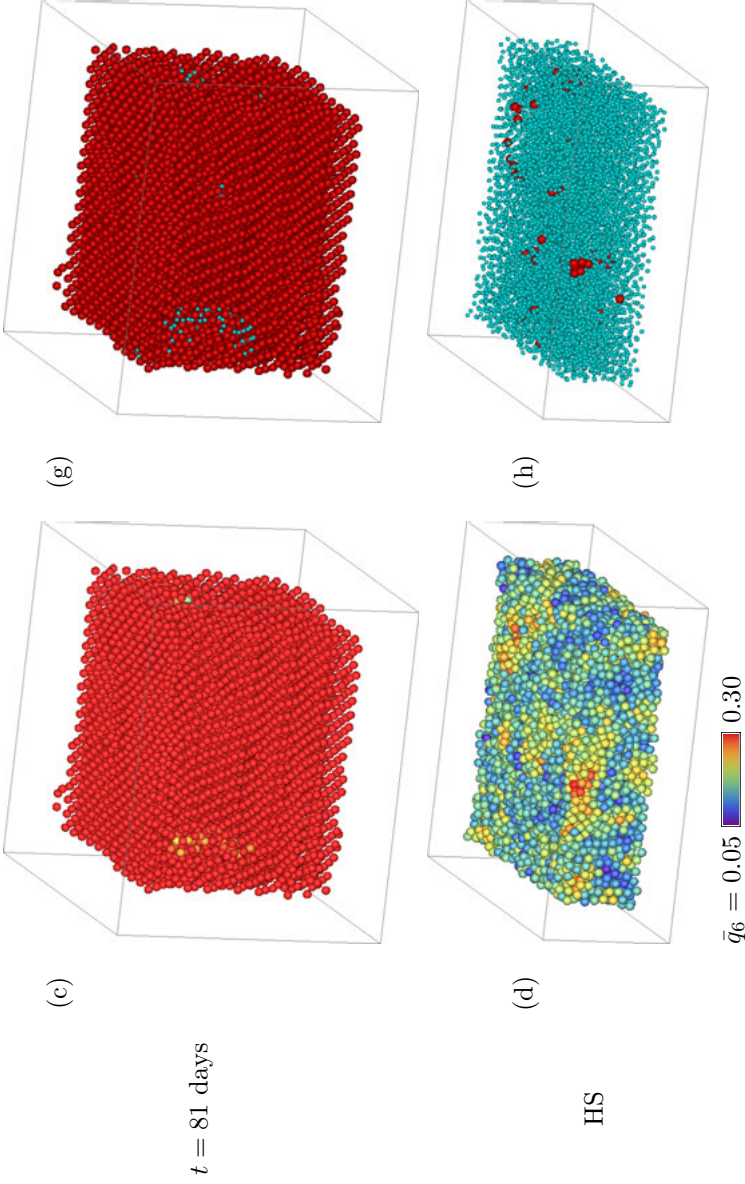 (g)
(c)
t = 81 days
(h)
(d)
HS
q̄₆ = 0.05 0.30